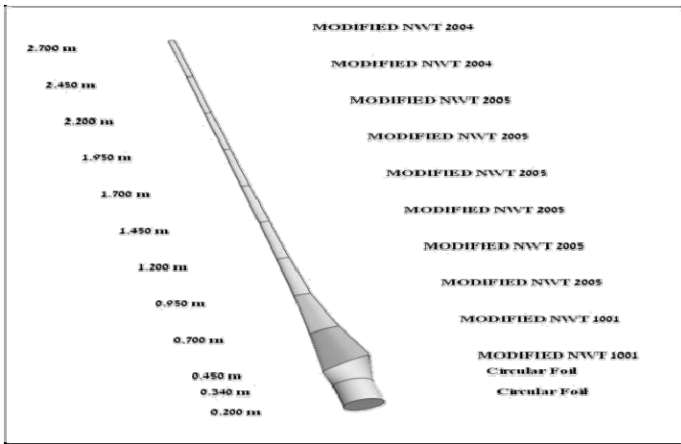 MODIFIED NWT 2004
2.700 m
MODIFIED NWT 2004
2.450 m
MODIFIED NWT 2005
2.200 m
MODIFIED NWT 2005
1.950 m
MODIFIED NWT 2005
1.700 m
MODIFIED NWT 2005
1.450 m
MODIFIED NWT 2005
1.200 m
MODIFIED NWT 2005
0.950 m
MODIFIED NWT 1001
0.700 m
MODIFIED NWT 1001
Circular Foil
0.450 m
0.340 m
Circular Foil
0.200 m